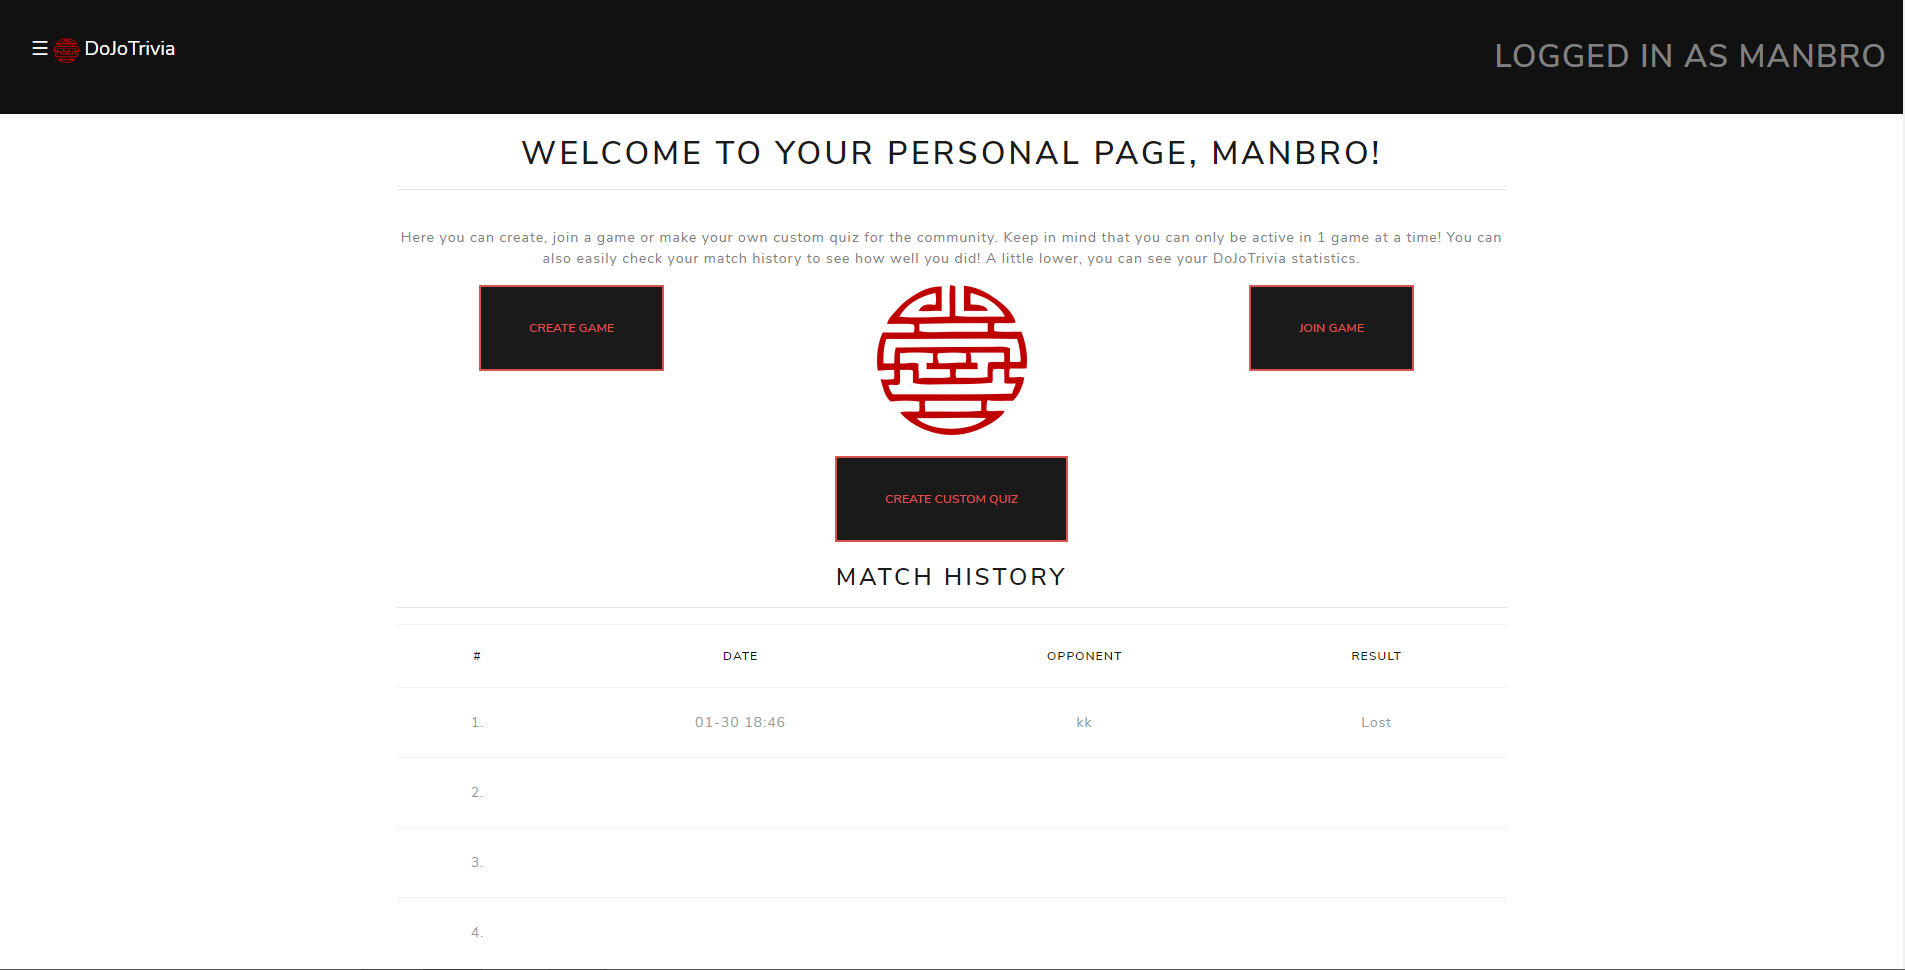 ☰ DoJoTrivia
LOGGED IN AS MANBRO
WELCOME TO YOUR PERSONAL PAGE, MANBRO!
Here you can create, join a game or make your own custom quiz for the community. Keep in mind that you can only be active in 1 game at a time! You can
also easily check your match history to see how well you did! A little lower, you can see your DoJoTrivia statistics.
CREATE GAME
JOIN GAME
CREATE CUSTOM QUIZ
MATCH HISTORY
# DATE OPPONENT RESULT
1. 01-30 18:46 kk Lost
2.
3.
4.